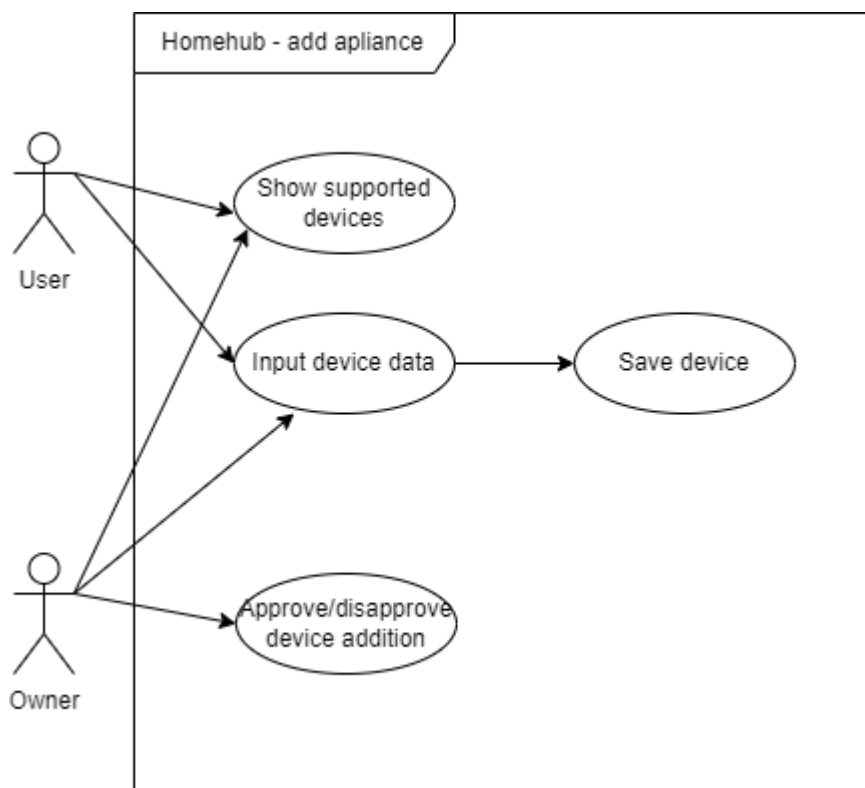 Homehub - add apliance
Show supported
devices
User
Input device data
Save device
Approve/disapprove
device addition
Owner